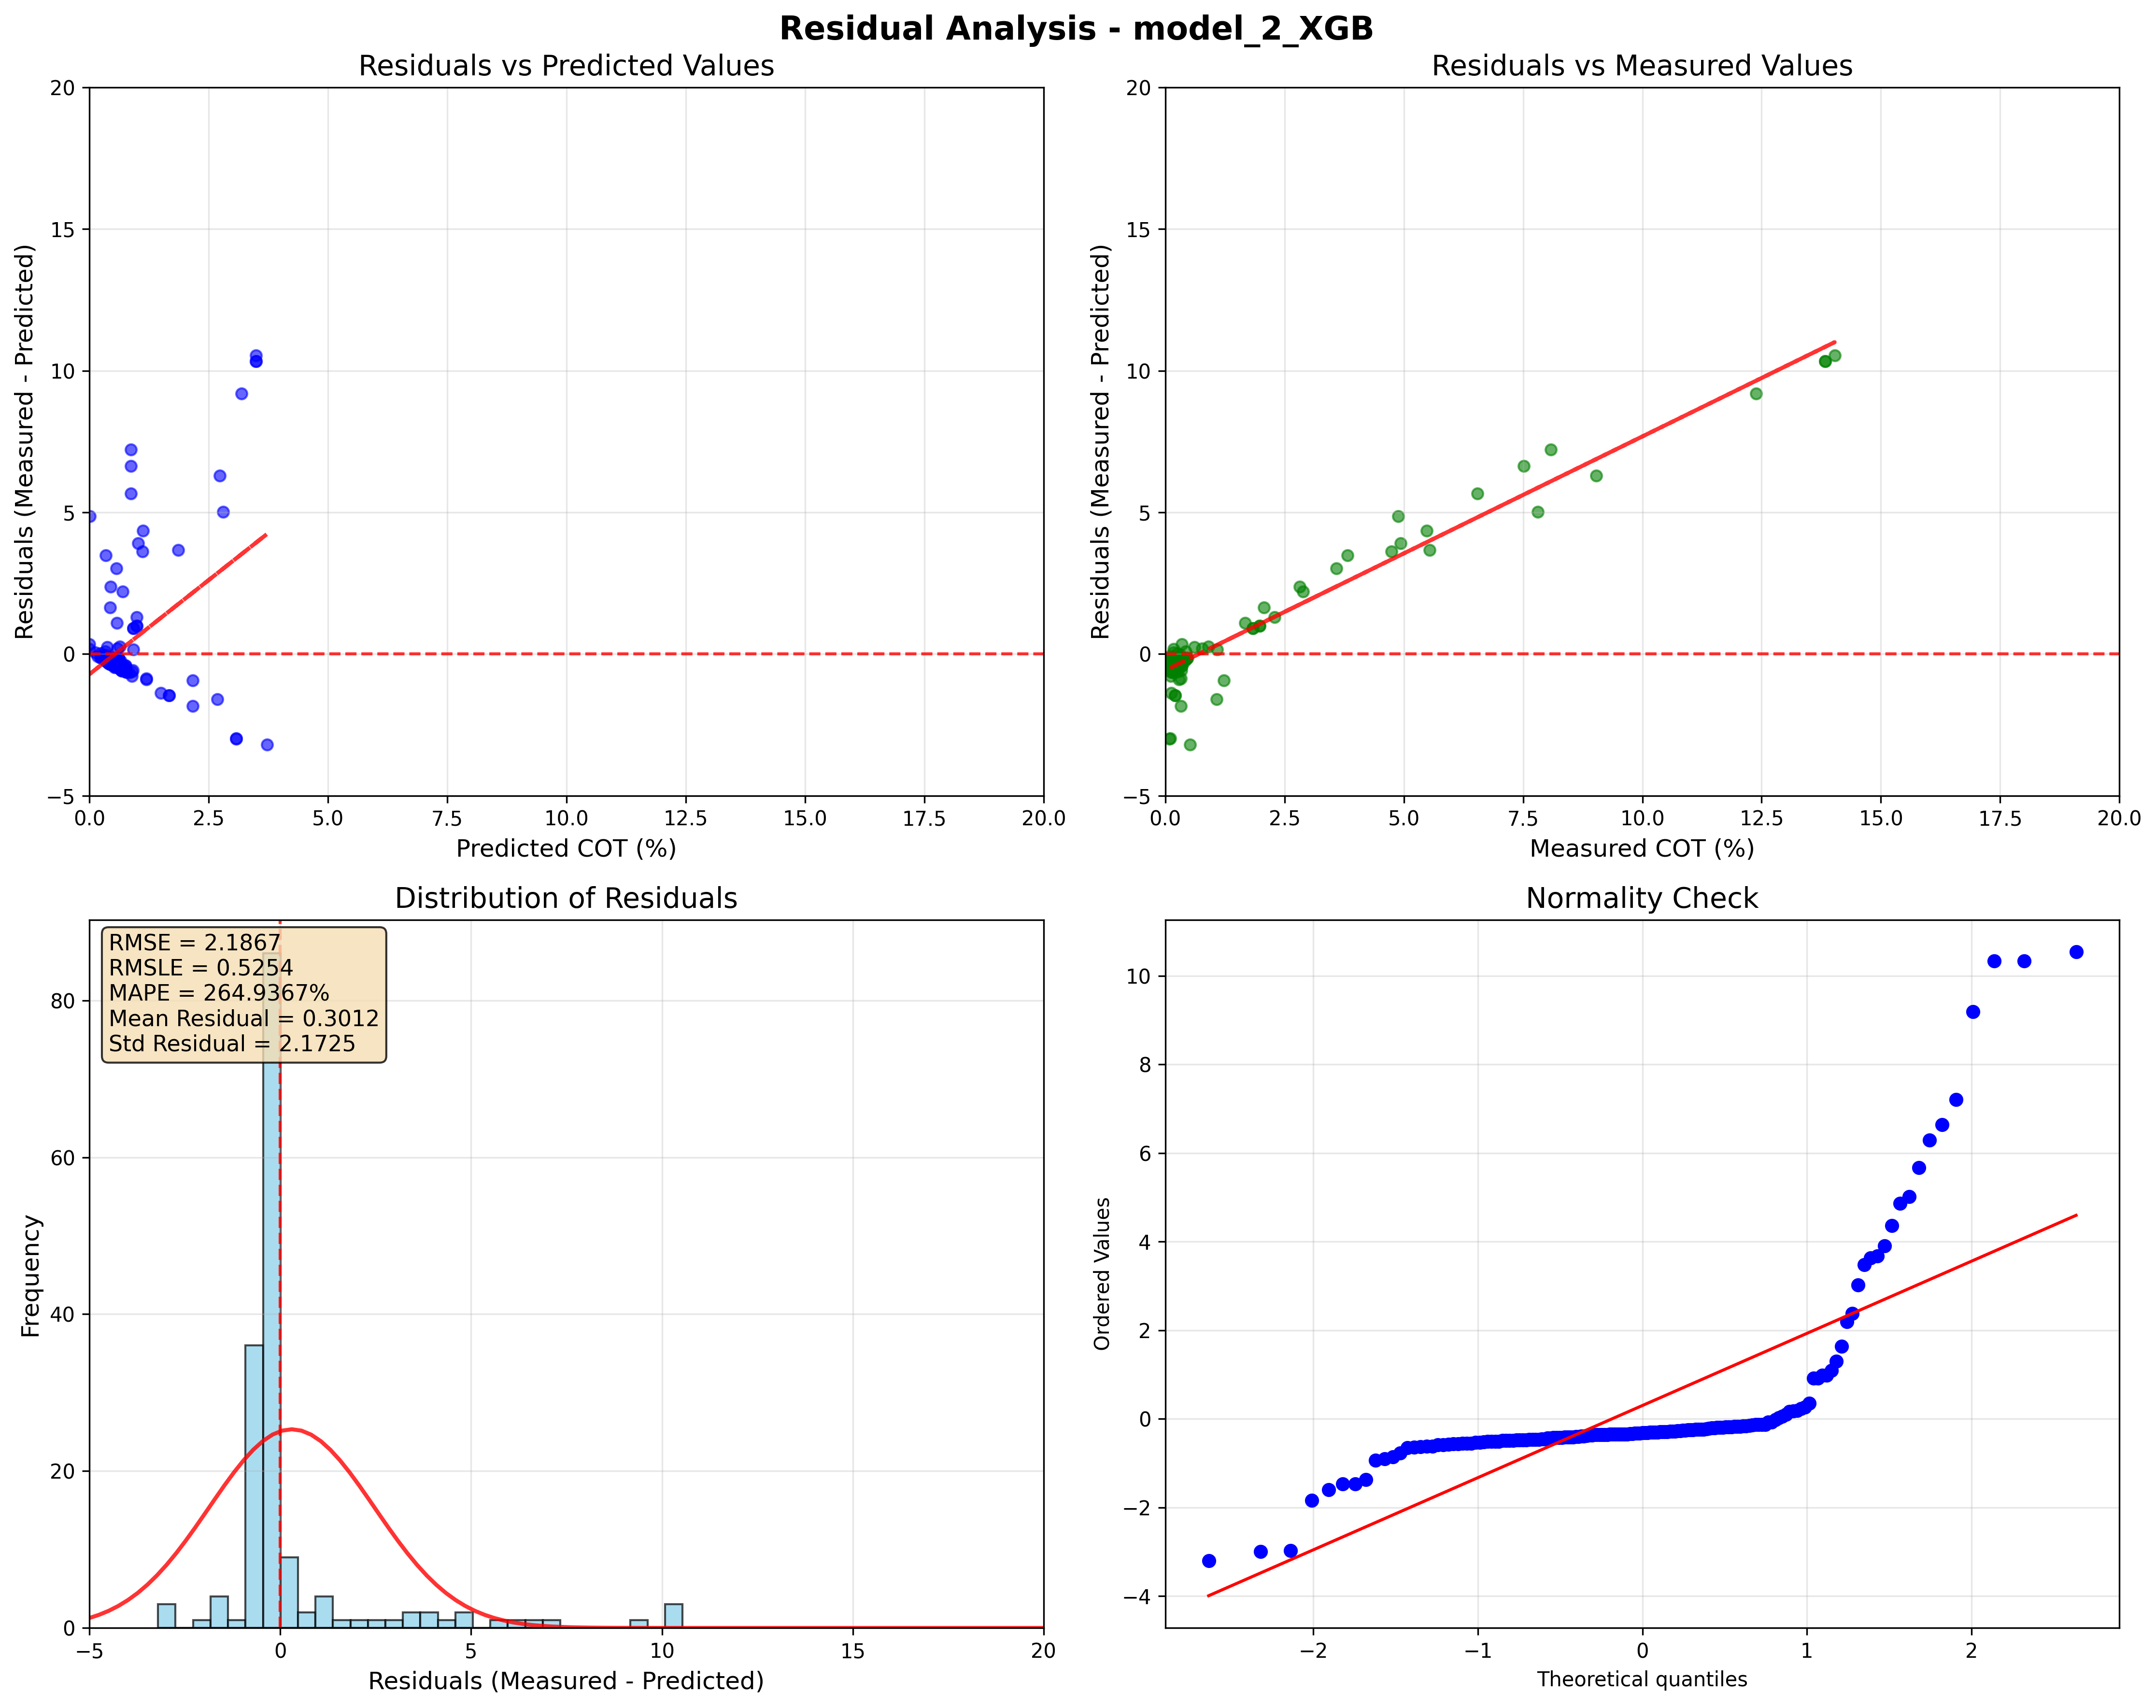 Residual Analysis - model_2_XGB
Residuals vs Predicted Values
20
15
10
5
0
−5
0.0 2.5 5.0 7.5 10.0 12.5 15.0 17.5 20.0
Residuals (Measured - Predicted)
Predicted COT (%)
Residuals vs Measured Values
20
15
10
5
0
−5
0.0 2.5 5.0 7.5 10.0 12.5 15.0 17.5 20.0
Residuals (Measured - Predicted)
Measured COT (%)
Distribution of Residuals
RMSE = 2.1867
RMSLE = 0.5254
MAPE = 264.9367%
Mean Residual = 0.3012
Std Residual = 2.1725
80
60
40
20
0
−5 0 5 10 15 20
Frequency
Residuals (Measured - Predicted)
Normality Check
10
8
6
4
2
0
−2
−4
−2 −1 0 1 2
Ordered Values
Theoretical quantiles